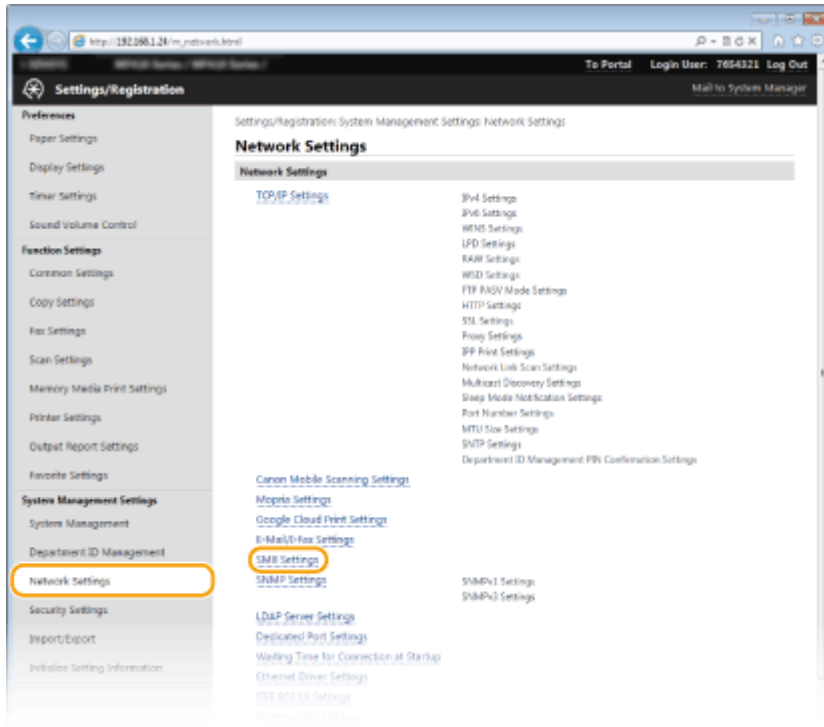 http://192.168.1.24/m_network.html
To Portal Login User: 7654321 Log Out
Settings/Registration
Mail to System Manager
Preferences
Paper Settings
Display Settings
Timer Settings
Sound Volume Control
Function Settings
Common Settings
Copy Settings
Fax Settings
Scan Settings
Memory Media Print Settings
Printer Settings
Output Report Settings
Favorite Settings
System Management Settings
System Management
Department ID Management
Network Settings
Security Settings
Import/Export
Initialize Setting Information
Settings/Registration: System Management Settings: Network Settings
Network Settings
Network Settings
TCP/IP Settings
IPv4 Settings
IPv6 Settings
WINS Settings
LPD Settings
RAW Settings
WSD Settings
FTP PASV Mode Settings
HTTP Settings
SSL Settings
Proxy Settings
IPP Print Settings
Network Link Scan Settings
Multicast Discovery Settings
Sleep Mode Notification Settings
Port Number Settings
MTU Size Settings
SNTP Settings
Department ID Management PIN Confirmation Settings
Canon Mobile Scanning Settings
Mopria Settings
Google Cloud Print Settings
E-Mail/I-Fax Settings
SMB Settings
SNMP Settings
SNMPv1 Settings
SNMPv3 Settings
LDAP Server Settings
Dedicated Port Settings
Waiting Time for Connection at Startup
Ethernet Driver Settings
IEEE 802.1X Settings